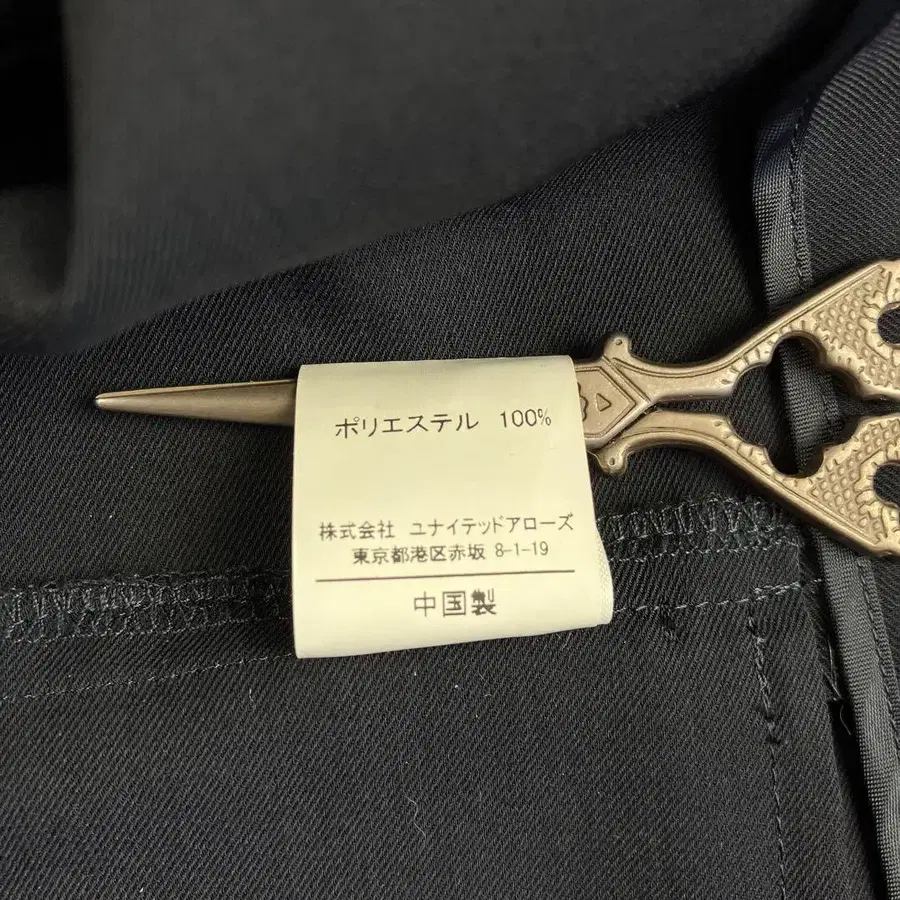 ポリエステル 100%
株式会社 ユナイテッドアローズ
東京都港区赤坂 8-1-19
中国製